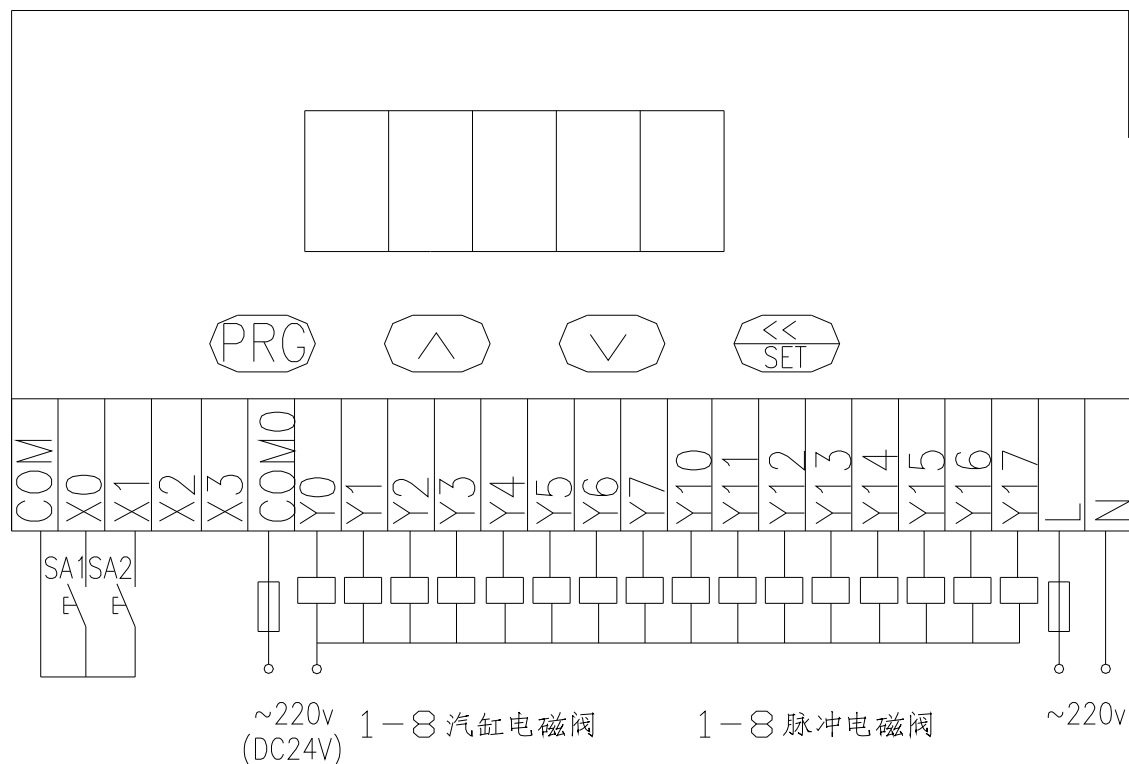 PRG
<<
SET
COM X0 X1 X2 X3 COM0 Y0 Y1 Y2 Y3 Y4 Y5 Y6 Y7 Y10 Y11 Y12 Y13 Y14 Y15 Y16 Y17 L N
SA1 SA2
~220v 1-8 汽缸电磁阀 1-8 脉冲电磁阀 ~220v
(DC24V)